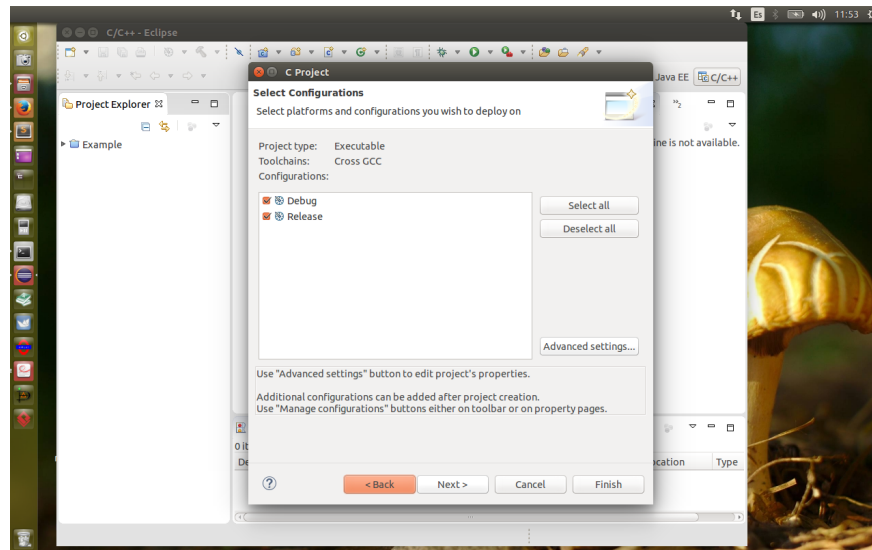 Es
11:53
C/C++ - Eclipse
C Project
Java EE
C/C++
Select Configurations
Select platforms and configurations you wish to deploy on
Project Explorer
»2
Example
ine is not available.
Project type: Executable
Toolchains: Cross GCC
Configurations:
Debug
Release
Select all
Deselect all
Advanced settings...
Use "Advanced settings" button to edit project's properties.
Additional configurations can be added after project creation.
Use "Manage configurations" buttons either on toolbar or on property pages.
0 it
De
ocation
Type
?
< Back
Next >
Cancel
Finish